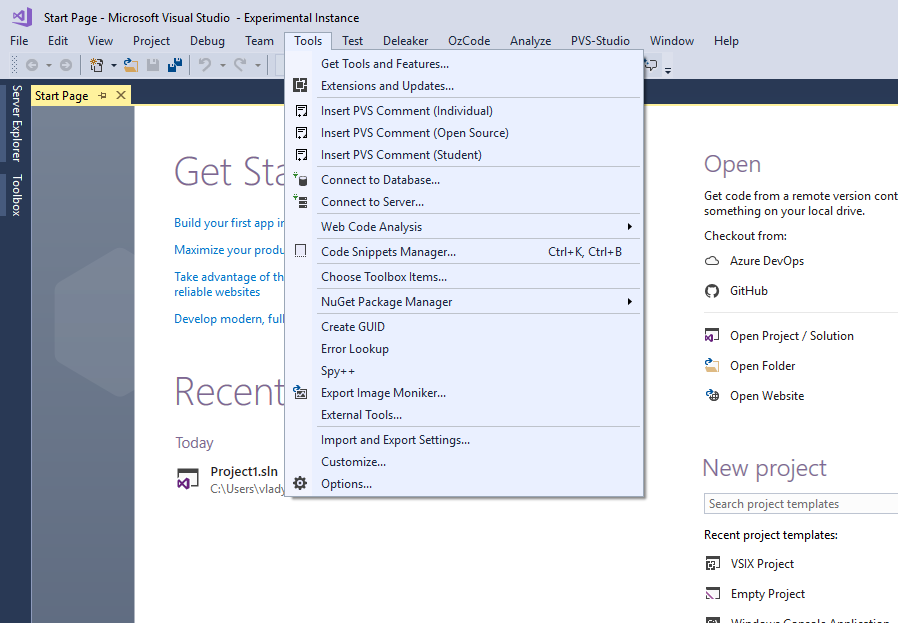 Start Page - Microsoft Visual Studio - Experimental Instance
File Edit View Project Debug Team Tools Test Deleaker OzCode Analyze PVS-Studio Window Help
Server Explorer
Toolbox
Start Page
Get Sta
Build your first app in
Maximize your produ
Take advantage of th
reliable websites
Develop modern, full
Recent
Today
Project1.sln
C:\Users\vlady
Get Tools and Features...
Extensions and Updates...
Insert PVS Comment (Individual)
Insert PVS Comment (Open Source)
Insert PVS Comment (Student)
Connect to Database...
Connect to Server...
Web Code Analysis
Code Snippets Manager... Ctrl+K, Ctrl+B
Choose Toolbox Items...
NuGet Package Manager
Create GUID
Error Lookup
Spy++
Export Image Moniker...
External Tools...
Import and Export Settings...
Customize...
Options...
Open
Get code from a remote version cont
something on your local drive.
Checkout from:
Azure DevOps
GitHub
Open Project / Solution
Open Folder
Open Website
New project
Search project templates
Recent project templates:
VSIX Project
Empty Project
Windows Console Application